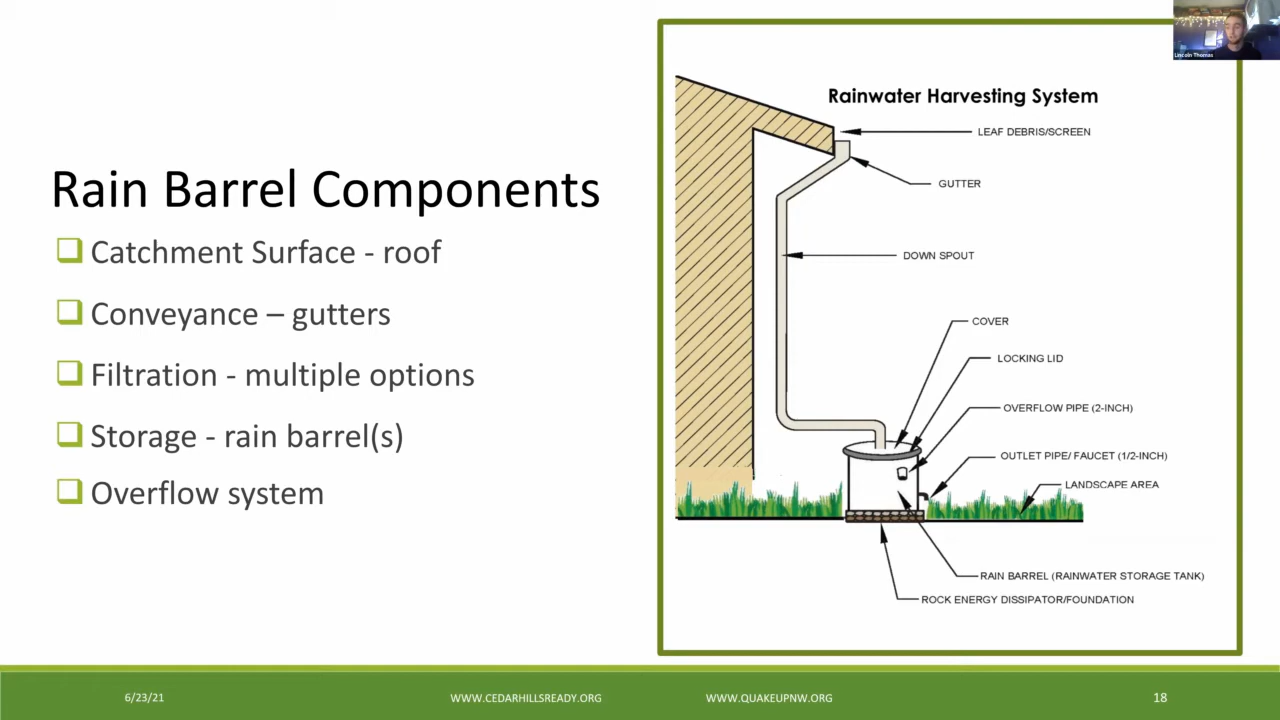 Rain Barrel Components
Catchment Surface - roof
Conveyance – gutters
Filtration - multiple options
Storage - rain barrel(s)
Overflow system
Rainwater Harvesting System
LEAF DEBRIS/SCREEN
GUTTER
DOWN SPOUT
COVER
LOCKING LID
OVERFLOW PIPE (2-INCH)
OUTLET PIPE/ FAUCET (1/2-INCH)
LANDSCAPE AREA
RAIN BARREL (RAINWATER STORAGE TANK)
ROCK ENERGY DISSIPATOR/FOUNDATION
Lincoln Thomas
6/23/21
WWW.CEDARHILLSREADY.ORG
WWW.QUAKEUPNW.ORG
18